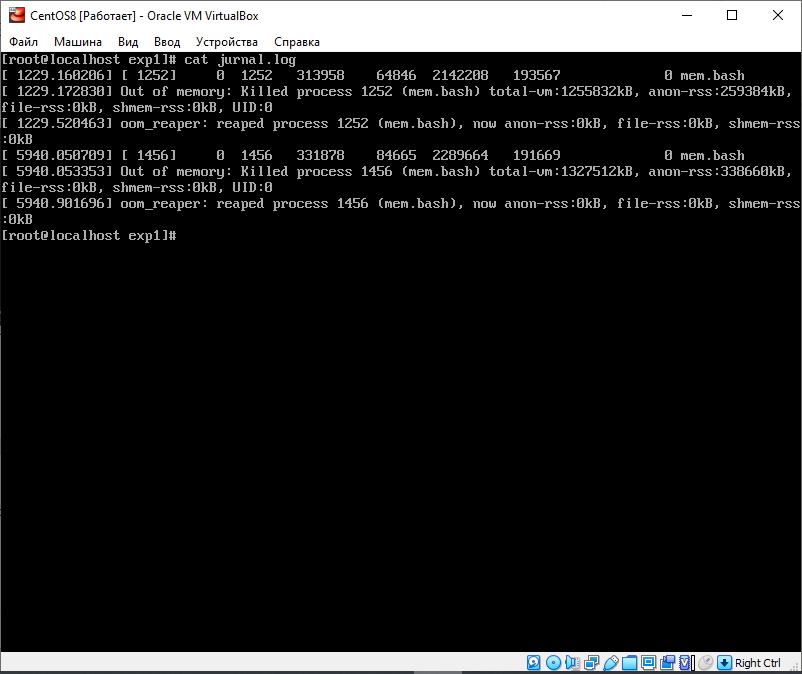 CentOS8 [Работает] - Oracle VM VirtualBox
Файл Машина Вид Ввод Устройства Справка
[root@localhost exp1]# cat jurnal.log
[ 1229.160206] [ 1252]     0  1252   313958    64846  2142208   193567             0 mem.bash
[ 1229.172830] Out of memory: Killed process 1252 (mem.bash) total-vm:1255832kB, anon-rss:259384kB,
file-rss:0kB, shmem-rss:0kB, UID:0
[ 1229.520463] oom_reaper: reaped process 1252 (mem.bash), now anon-rss:0kB, file-rss:0kB, shmem-rss
:0kB
[ 5940.050709] [ 1456]     0  1456   331878    84665  2289664   191669             0 mem.bash
[ 5940.053353] Out of memory: Killed process 1456 (mem.bash) total-vm:1327512kB, anon-rss:338660kB,
file-rss:0kB, shmem-rss:0kB, UID:0
[ 5940.901696] oom_reaper: reaped process 1456 (mem.bash), now anon-rss:0kB, file-rss:0kB, shmem-rss
:0kB
[root@localhost exp1]#
Right Ctrl